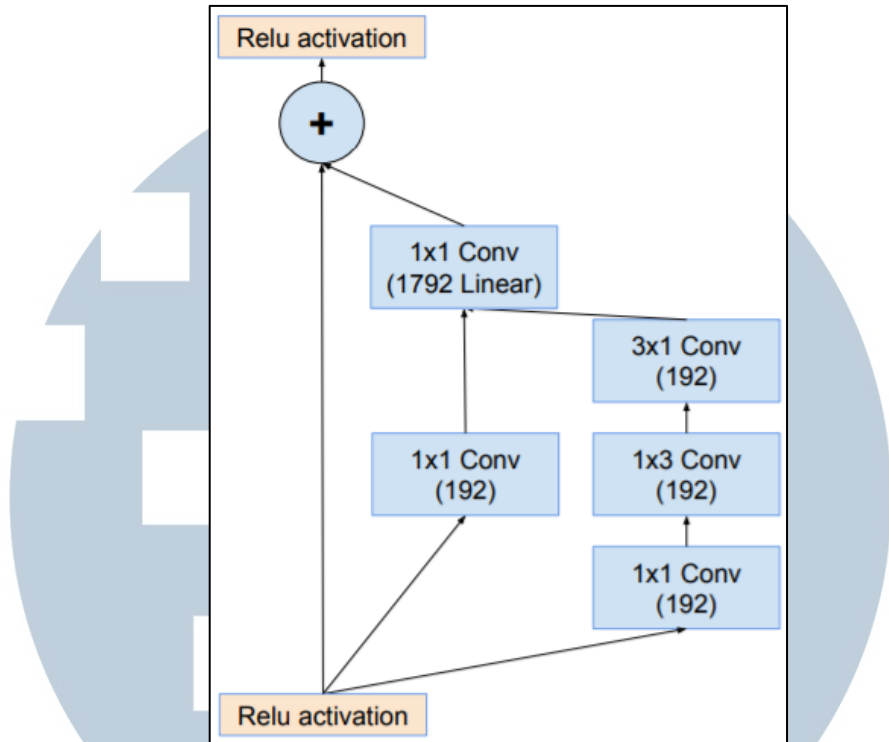 Relu activation
+
1x1 Conv
(1792 Linear)
3x1 Conv
(192)
1x1 Conv
(192)
1x3 Conv
(192)
1x1 Conv
(192)
Relu activation